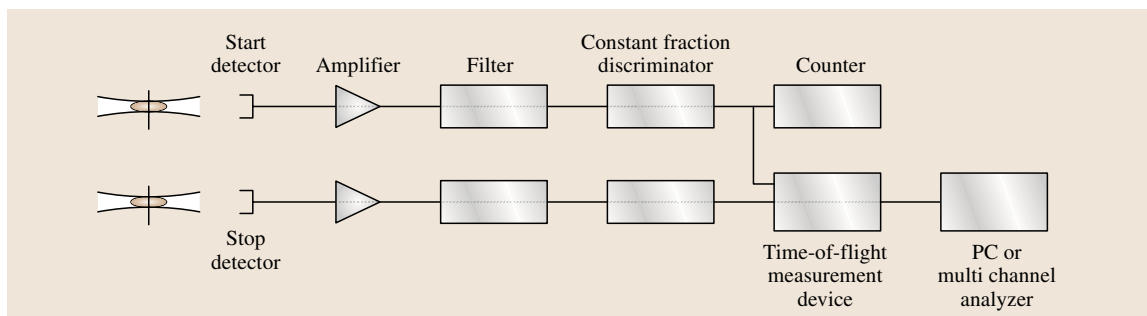 Start
detector
Amplifier
Filter
Constant fraction
discriminator
Counter
Stop
detector
Time-of-flight
measurement
device
PC or
multi channel
analyzer